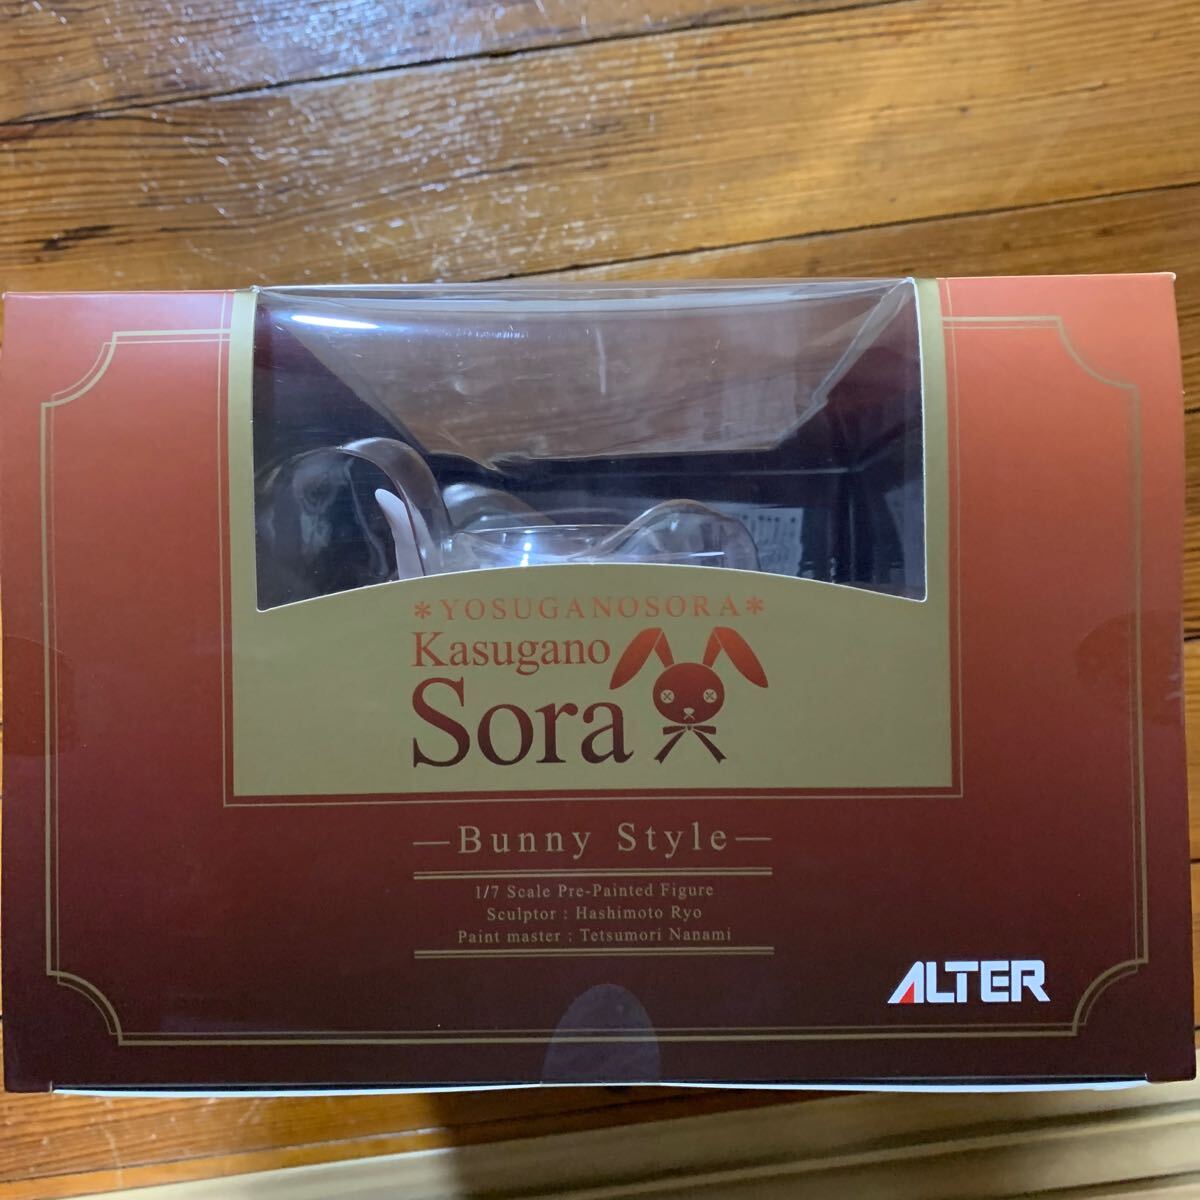 *YOSUGANOSORA*
Kasugano
Sora
—Bunny Style—
1/7 Scale Pre-Painted Figure
Sculptor : Hashimoto Ryo
Paint master : Tetsumori Nanami
ALTER